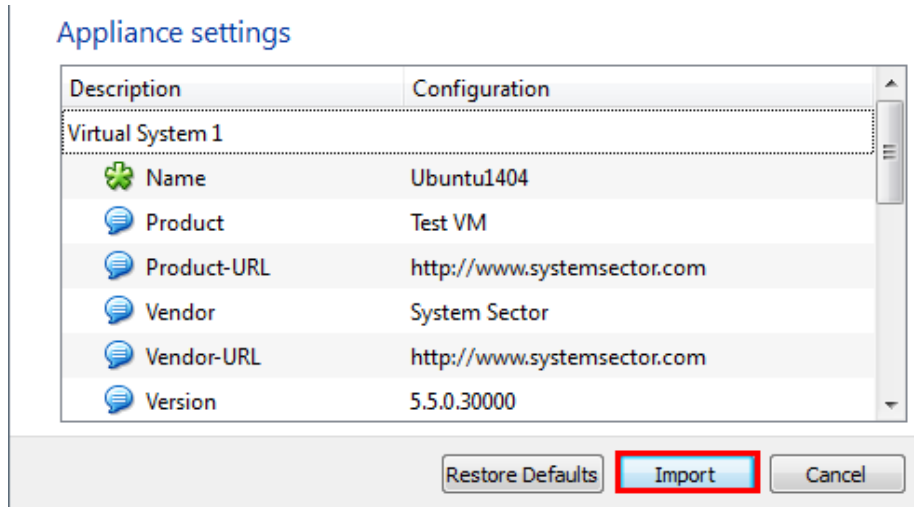 Appliance settings
Description Configuration
Virtual System 1
Name Ubuntu1404
Product Test VM
Product-URL http://www.systemsector.com
Vendor System Sector
Vendor-URL http://www.systemsector.com
Version 5.5.0.30000
Restore Defaults Import Cancel